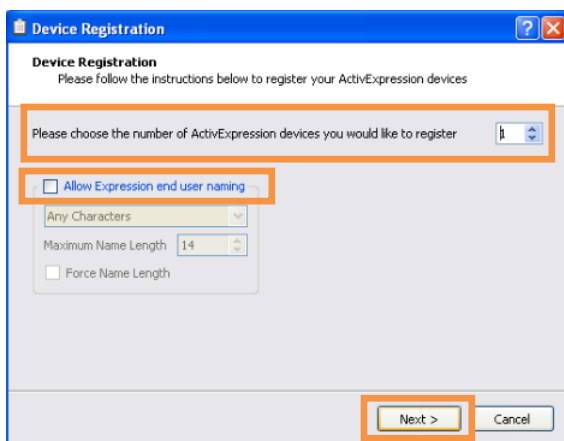 Device Registration
Device Registration
Please follow the instructions below to register your ActivExpression devices
Please choose the number of ActivExpression devices you would like to register 1
Allow Expression end user naming
Any Characters
Maximum Name Length 14
Force Name Length
Next > Cancel